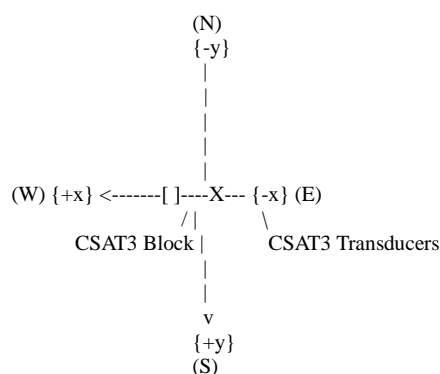 (N)
{-y}
|
|
|
|
|
|
(W) {+x} <-------[ ]----X--- {-x} (E)
/ | \
CSAT3 Block | CSAT3 Transducers
|
|
|
v
{+y}
(S)